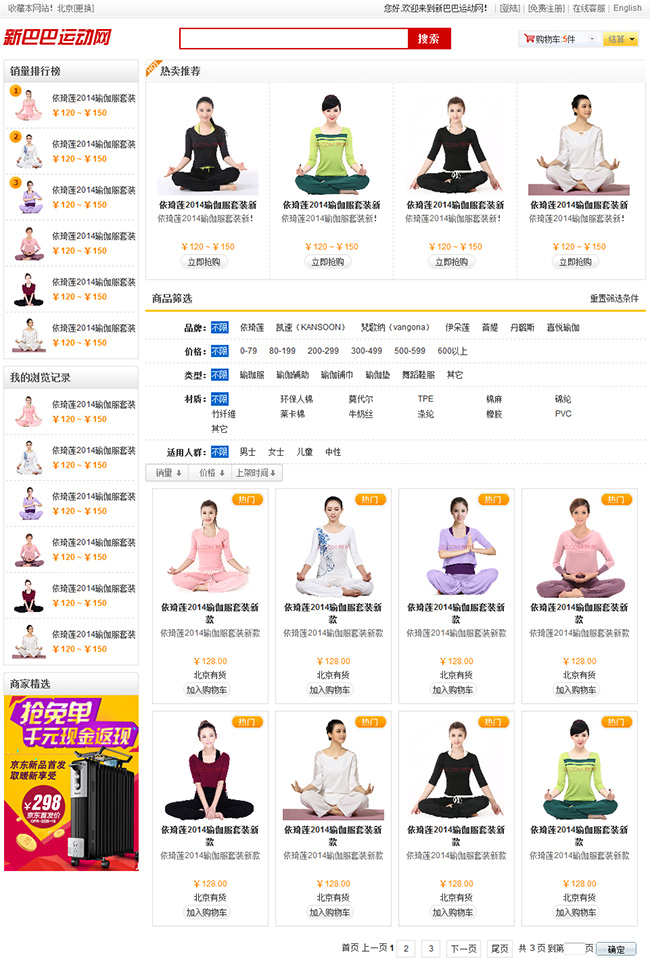 收藏本网站！北京[更换]
您好,欢迎来到新巴巴运动网！ [登陆] [免费注册] 在线客服 English
新巴巴运动网
搜索
购物车:5件
结算
销量排行榜
1
依琦莲2014瑜伽服套装
￥120 ~ ￥150
2
依琦莲2014瑜伽服套装
￥120 ~ ￥150
3
依琦莲2014瑜伽服套装
￥120 ~ ￥150
依琦莲2014瑜伽服套装
￥120 ~ ￥150
依琦莲2014瑜伽服套装
￥120 ~ ￥150
依琦莲2014瑜伽服套装
￥120 ~ ￥150
我的浏览记录
依琦莲2014瑜伽服套装
￥120 ~ ￥150
依琦莲2014瑜伽服套装
￥120 ~ ￥150
依琦莲2014瑜伽服套装
￥120 ~ ￥150
依琦莲2014瑜伽服套装
￥120 ~ ￥150
依琦莲2014瑜伽服套装
￥120 ~ ￥150
依琦莲2014瑜伽服套装
￥120 ~ ￥150
商家精选
抢免单
千元现金返现
京东新品首发
取暖新享受
￥298
京东首发价
HOT
热卖推荐
依琦莲2014瑜伽服套装新 依琦莲2014瑜伽服套装新 依琦莲2014瑜伽服套装新 依琦莲2014瑜伽服套装新
依琦莲2014瑜伽服套装新！ 依琦莲2014瑜伽服套装新！ 依琦莲2014瑜伽服套装新！ 依琦莲2014瑜伽服套装新！
￥120 ~ ￥150 ￥120 ~ ￥150 ￥120 ~ ￥150 ￥120 ~ ￥150
立即抢购 立即抢购 立即抢购 立即抢购
商品筛选 重置筛选条件
品牌： 不限 依琦莲 凯速（KANSOON） 梵歌纳（vangona） 伊朵莲 菩媞 丹璐斯 喜悦瑜伽
价格： 不限 0-79 80-199 200-299 300-499 500-599 600以上
类型： 不限 瑜伽服 瑜伽辅助 瑜伽铺巾 瑜伽垫 舞蹈鞋服 其它
材质： 不限 环保人棉 莫代尔 TPE 棉麻 锦纶
竹纤维 莱卡棉 牛奶丝 涤纶 橡胶 PVC
其它
适用人群： 不限 男士 女士 儿童 中性
销量 价格 上架时间
热门 热门 热门 热门
依琦莲2014瑜伽服套装新 依琦莲2014瑜伽服套装新 依琦莲2014瑜伽服套装新 依琦莲2014瑜伽服套装新
款 款 款 款
依琦莲2014瑜伽服套装新款 依琦莲2014瑜伽服套装新款 依琦莲2014瑜伽服套装新款 依琦莲2014瑜伽服套装新款
￥128.00 ￥128.00 ￥128.00 ￥128.00
北京有货 北京有货 北京有货 北京有货
加入购物车 加入购物车 加入购物车 加入购物车
热门 热门 热门 热门
依琦莲2014瑜伽服套装新 依琦莲2014瑜伽服套装新 依琦莲2014瑜伽服套装新 依琦莲2014瑜伽服套装新
款 款 款 款
依琦莲2014瑜伽服套装新款 依琦莲2014瑜伽服套装新款 依琦莲2014瑜伽服套装新款 依琦莲2014瑜伽服套装新款
￥128.00 ￥128.00 ￥128.00 ￥128.00
北京有货 北京有货 北京有货 北京有货
加入购物车 加入购物车 加入购物车 加入购物车
首页 上一页 1 2 3 下一页 尾页 共 3 页 到第 页 确定